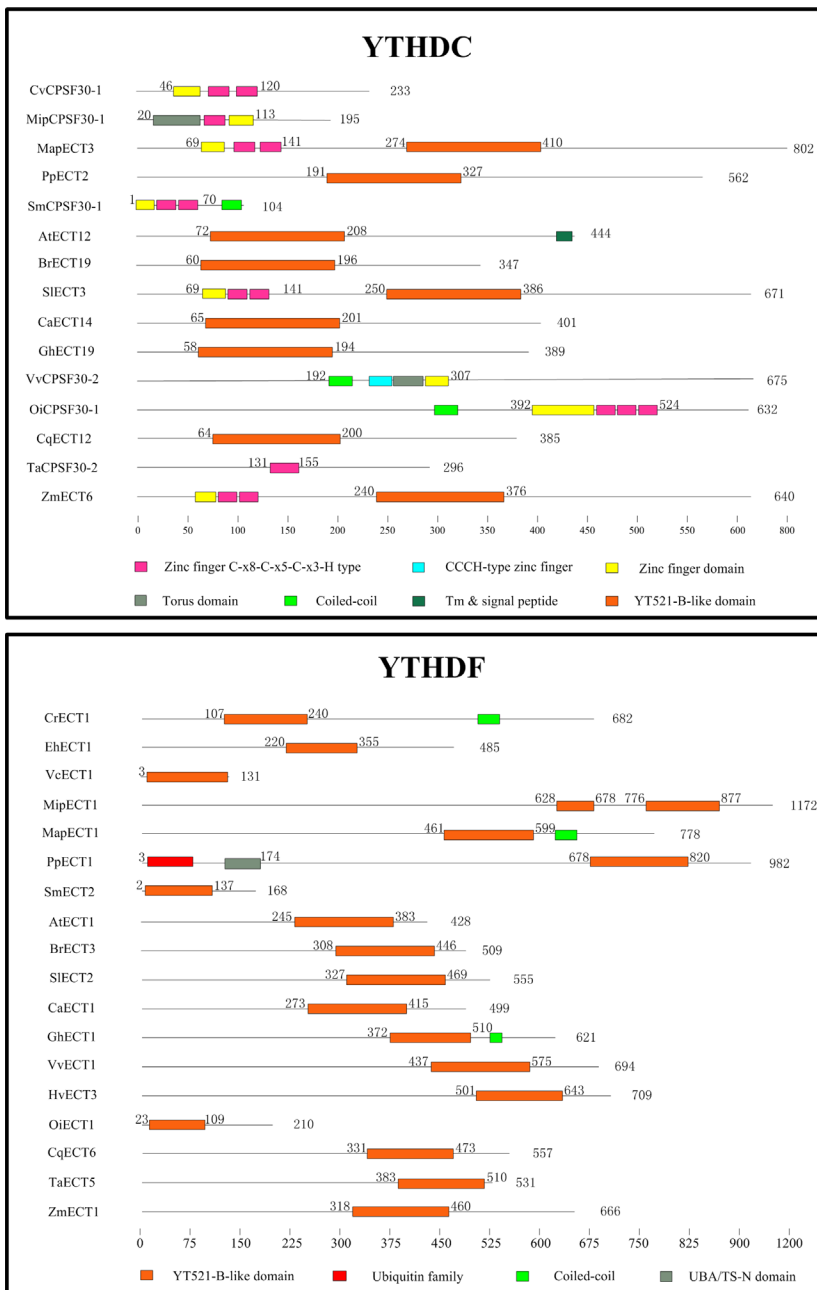 YTHDC
CvCPSF30-1 46 120 233
MipCPSF30-1 20 113 195
MapECT3 69 141 274 410 802
PpECT2 191 327 562
SmCPSF30-1 1 70 104
AtECT12 72 208 444
BrECT19 60 196 347
SlECT3 69 141 250 386 671
CaECT14 65 201 401
GhECT19 58 194 389
VvCPSF30-2 192 307 675
OiCPSF30-1 392 524 632
CqECT12 64 200 385
TaCPSF30-2 131 155 296
ZmECT6 240 376 640
0 50 100 150 200 250 300 350 400 450 500 550 600 700 800
Zinc finger C-x8-C-x5-C-x3-H type CCCH-type zinc finger Zinc finger domain
Torus domain Coiled-coil Tm & signal peptide YT521-B-like domain
YTHDF
CrECT1 107 240 682
EhECT1 220 355 485
VcECT1 3 131
MipECT1 628 678 776 877 1172
MapECT1 461 599 778
PpECT1 3 174 678 820 982
SmECT2 2 137 168
AtECT1 245 383 428
BrECT3 308 446 509
SlECT2 327 469 555
CaECT1 273 415 499
GhECT1 372 510 621
VvECT1 437 575 694
HvECT3 501 643 709
OiECT1 23 109 210
CqECT6 331 473 557
TaECT5 383 510 531
ZmECT1 318 460 666
0 75 150 225 300 375 450 525 600 675 750 825 900 1000 1200
YT521-B-like domain Ubiquitin family Coiled-coil UBA/TS-N domain